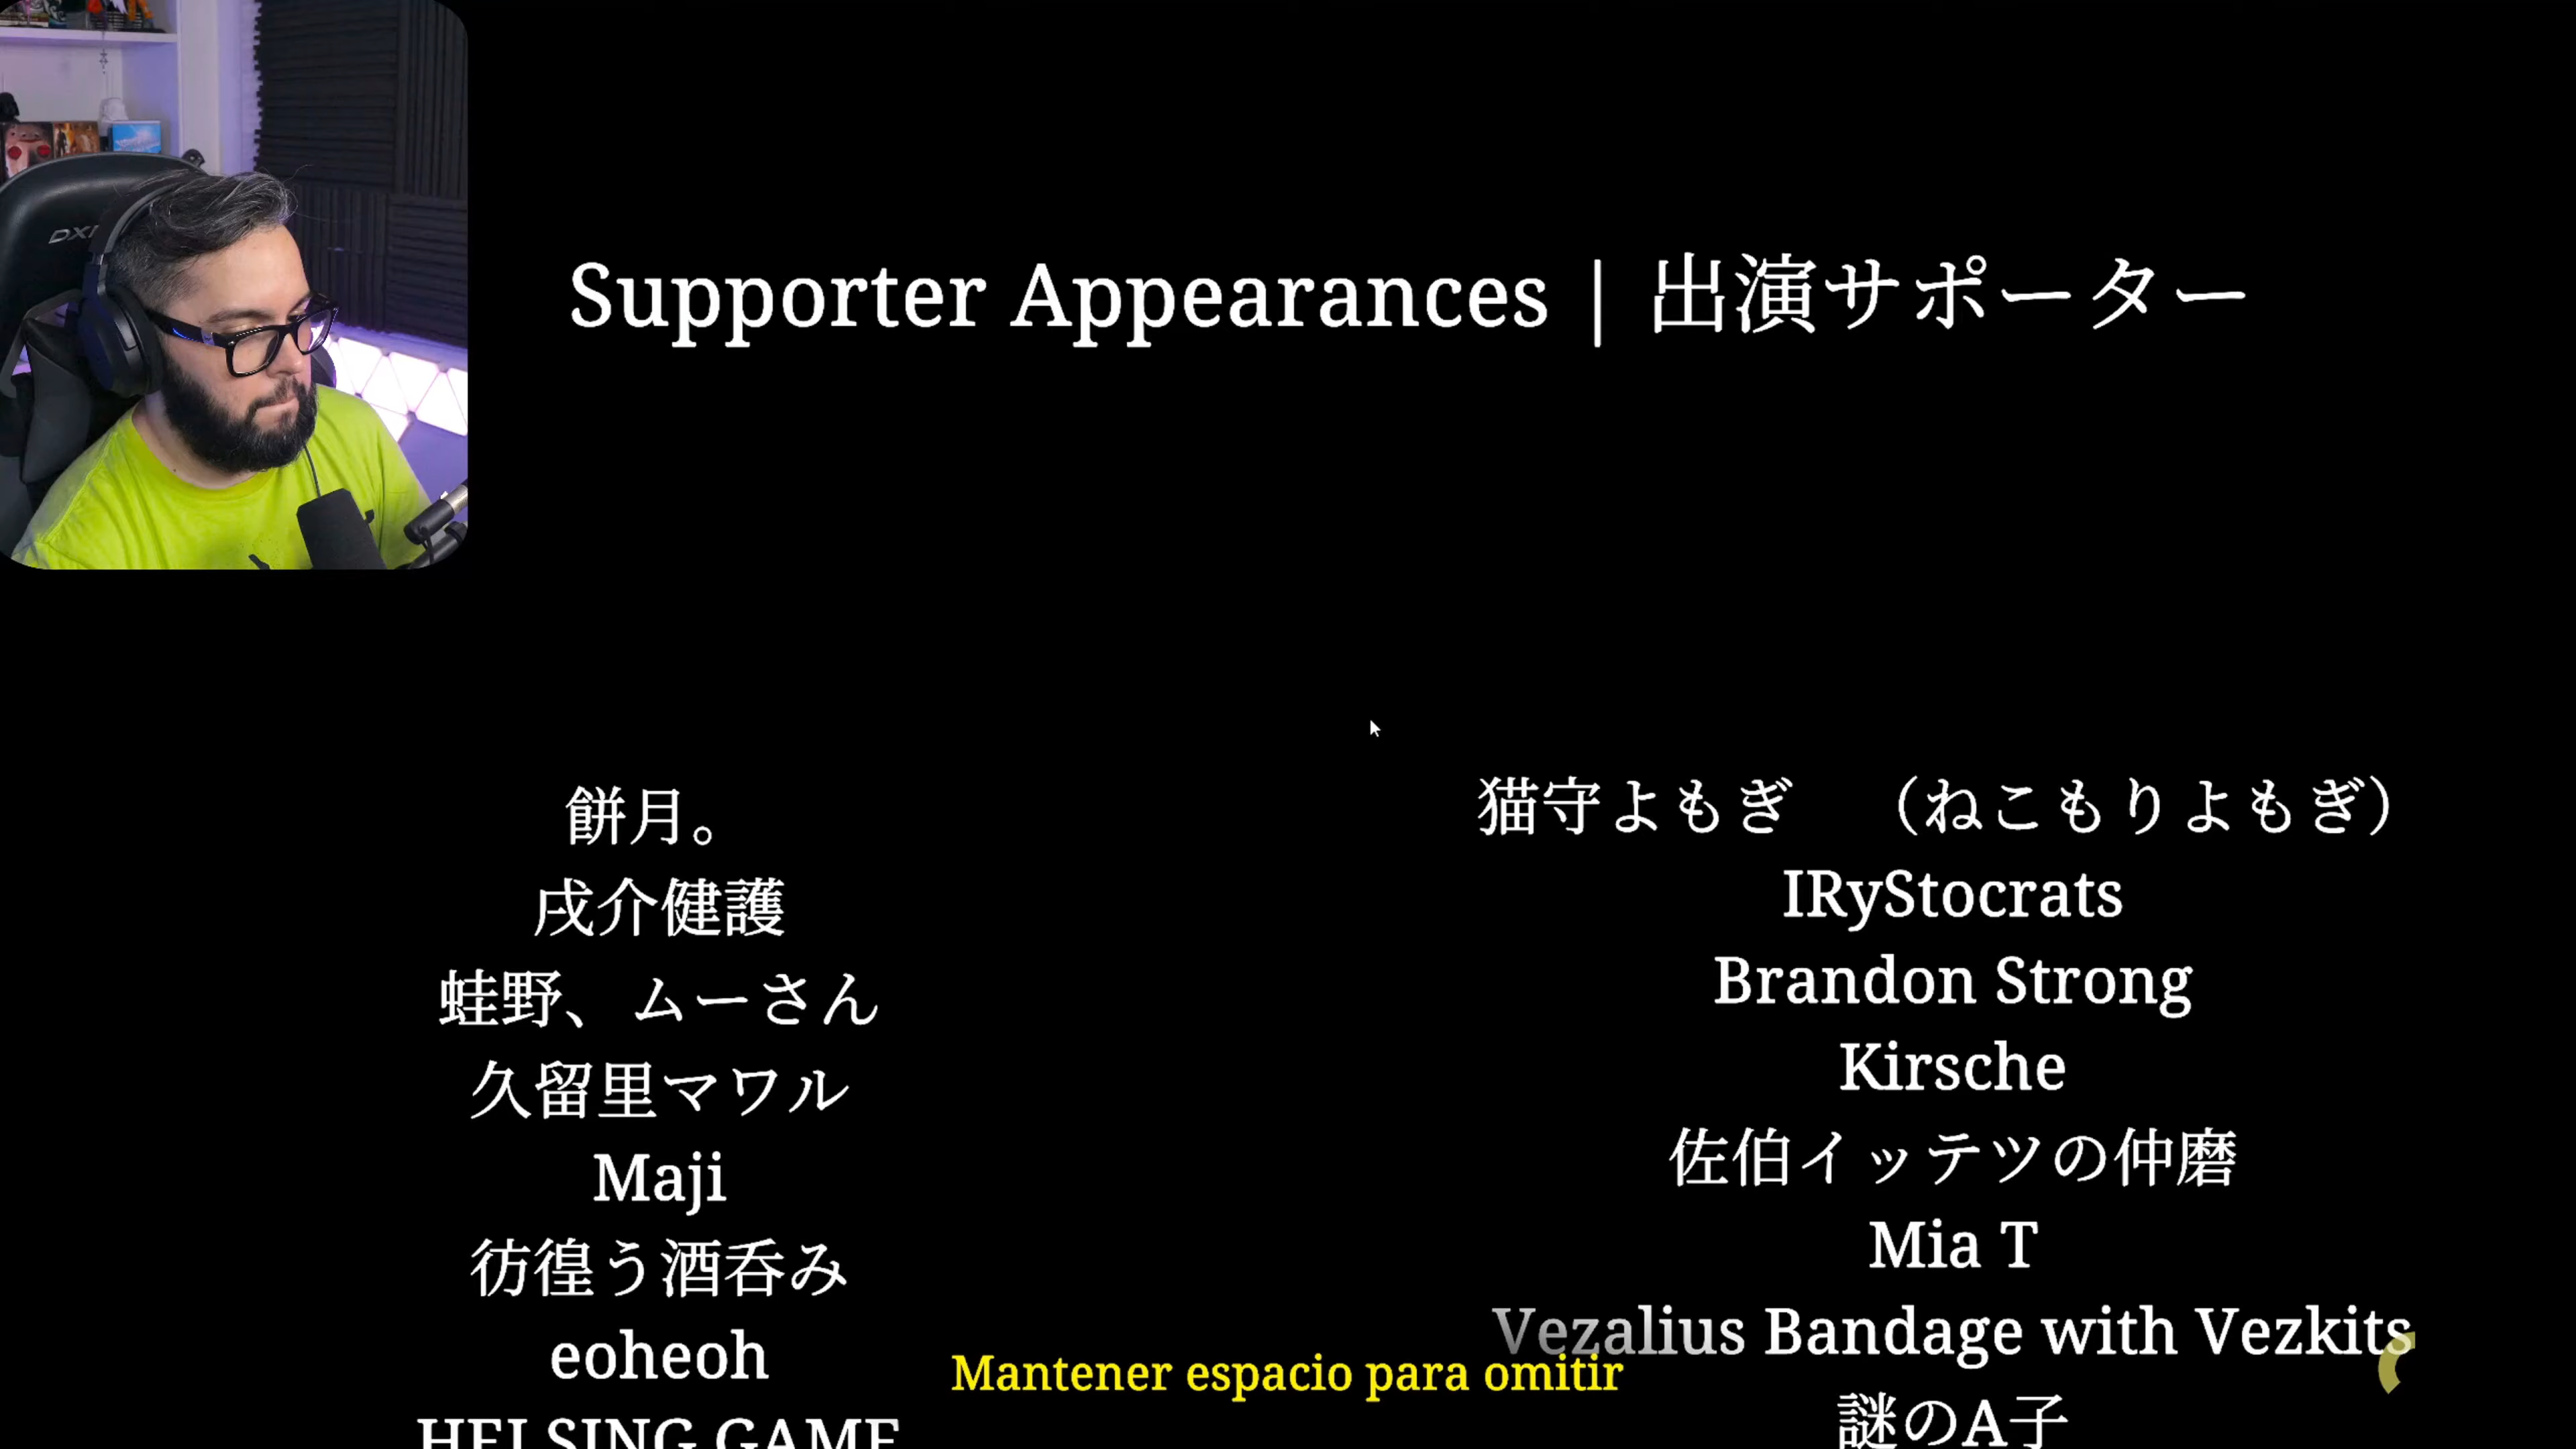 Supporter Appearances | 出演サポーター
餅月。
戌介健護
蛙野、ムーさん
久留里マワル
Maji
彷徨う酒呑み
eoheoh
HELSING GAME
猫守よもぎ　（ねこもりよもぎ）
IRyStocrats
Brandon Strong
Kirsche
佐伯イッテツの仲磨
Mia T
Vezalius Bandage with Vezkits
謎のA子
Mantener espacio para omitir